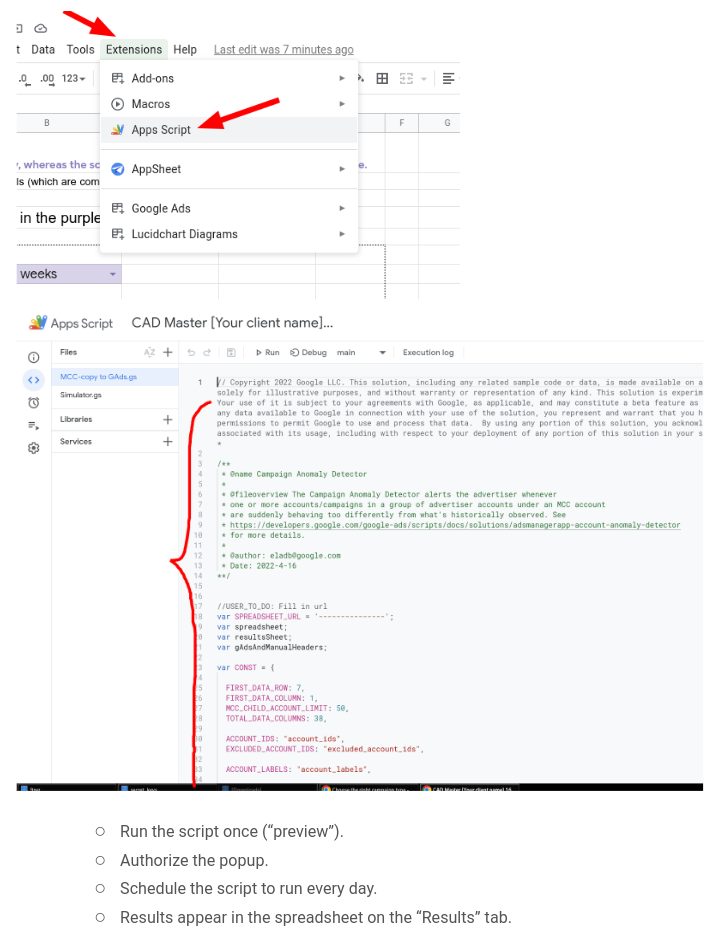 t Data Tools Extensions Help Last edit was 7 minutes ago
.0 .00 123
Add-ons
Macros
B Apps Script F G
, whereas the sc e.
ls (which are com
AppSheet
in the purple
Google Ads
Lucidchart Diagrams
weeks
Apps Script CAD Master [Your client name]...
Files AZ Run Debug main Execution log
MCC-copy to GAds.gs
Simulator.gs
Libraries
Services
1 // Copyright 2022 Google LLC. This solution, including any related sample code or data, is made available on a
solely for illustrative purposes, and without warranty or representation of any kind. This solution is experim
Your use of it is subject to your agreements with Google, as applicable, and may constitute a beta feature as
any data available to Google in connection with your use of the solution, you represent and warrant that you h
permissions to permit Google to use and process that data. By using any portion of this solution, you acknowl
associated with its usage, including with respect to your deployment of any portion of this solution in your s
*
2
3 /**
4 * @name Campaign Anomaly Detector
5 *
6 * @fileoverview The Campaign Anomaly Detector alerts the advertiser whenever
7 * one or more accounts/campaigns in a group of advertiser accounts under an MCC account
8 * are suddenly behaving too differently from what's historically observed. See
9 * https://developers.google.com/google-ads/scripts/docs/solutions/adsmanagerapp-account-anomaly-detector
10 * for more details.
11 *
12 * @author: eladb@google.com
13 * Date: 2022-4-16
14 **/
15
16
17 //USER_TO_DO: Fill in url
18 var SPREADSHEET_URL = '---------------';
19 var spreadsheet;
20 var resultsSheet;
21 var gAdsAndManualHeaders;
22
23 var CONST = {
24
25 FIRST_DATA_ROW: 7,
26 FIRST_DATA_COLUMN: 1,
27 MCC_CHILD_ACCOUNT_LIMIT: 50,
28 TOTAL_DATA_COLUMNS: 38,
29
30 ACCOUNT_IDS: "account_ids",
31 EXCLUDED_ACCOUNT_IDS: "excluded_account_ids",
32
33 ACCOUNT_LABELS: "account_labels",
34
○ Run the script once (“preview”).
○ Authorize the popup.
○ Schedule the script to run every day.
○ Results appear in the spreadsheet on the “Results” tab.